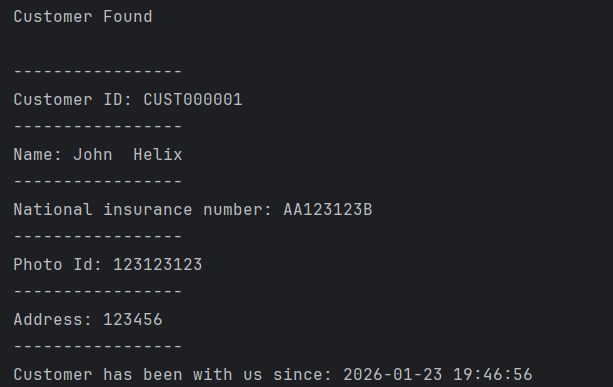 Customer Found
-----------------
Customer ID: CUST000001
-----------------
Name: John  Helix
-----------------
National insurance number: AA123123B
-----------------
Photo Id: 123123123
-----------------
Address: 123456
-----------------
Customer has been with us since: 2026-01-23 19:46:56